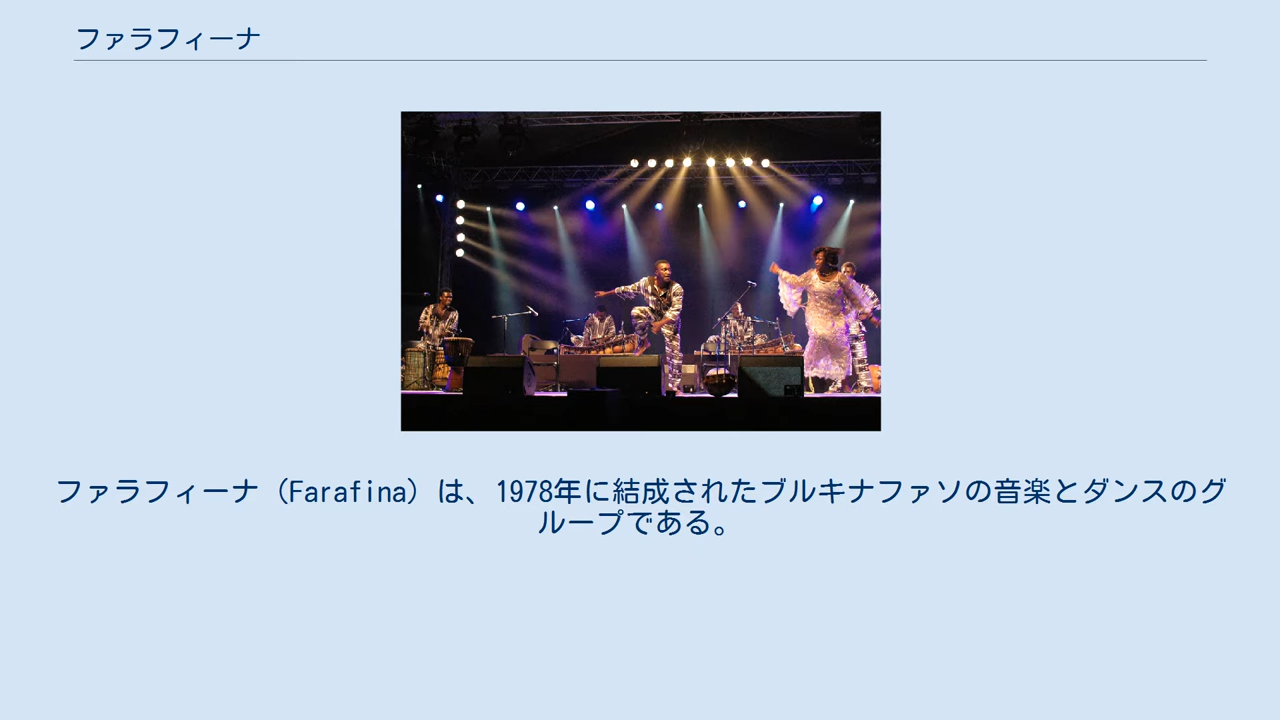 ファラフィーナ
ファラフィーナ（Farafina）は、1978年に結成されたブルキナファソの音楽とダンスのグ
ループである。